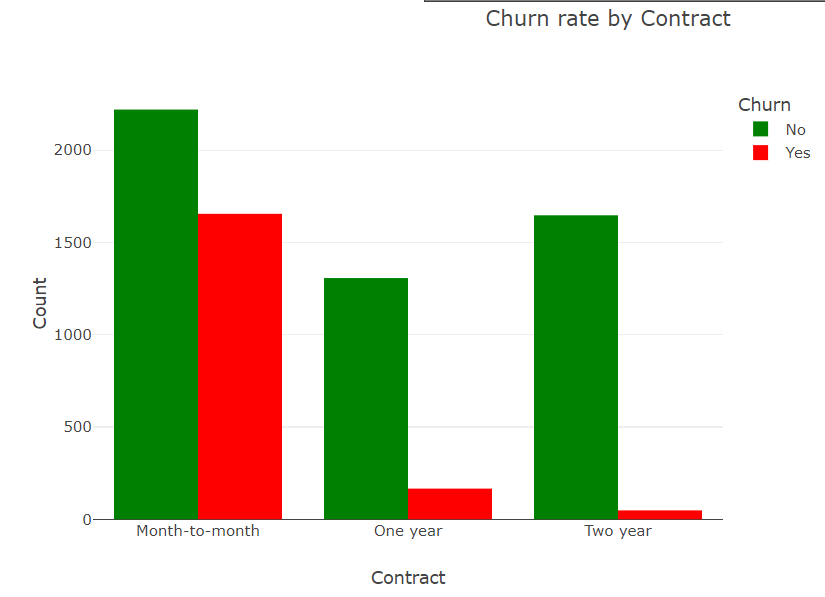 Churn rate by Contract
Churn
No
Yes
2000
1500
1000
500
0
Count
Month-to-month
One year
Two year
Contract